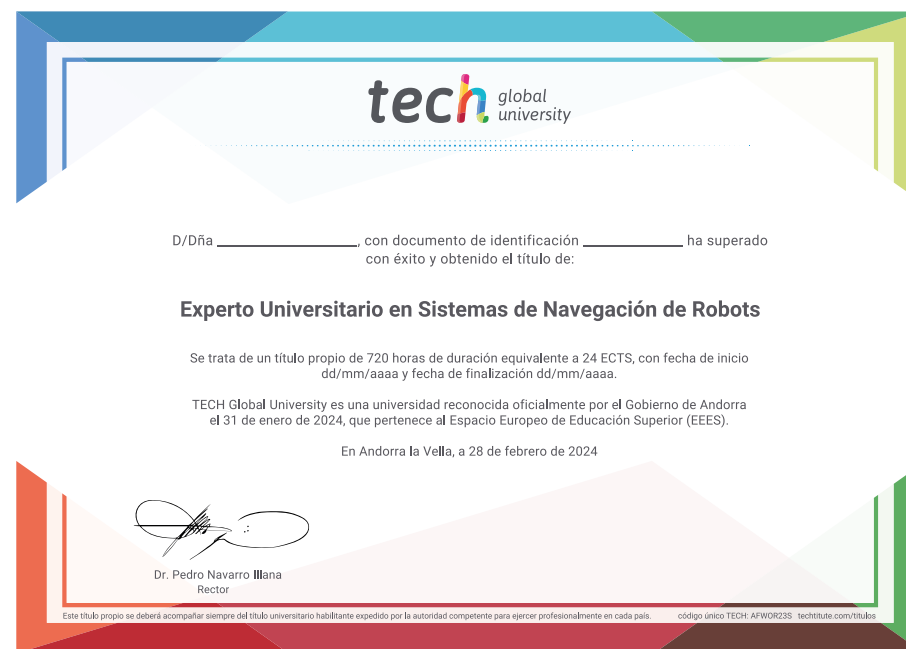 tech global university
D/Dña ____________________, con documento de identificación ______________ ha superado
con éxito y obtenido el título de:
Experto Universitario en Sistemas de Navegación de Robots
Se trata de un título propio de 720 horas de duración equivalente a 24 ECTS, con fecha de inicio
dd/mm/aaaa y fecha de finalización dd/mm/aaaa.
TECH Global University es una universidad reconocida oficialmente por el Gobierno de Andorra
el 31 de enero de 2024, que pertenece al Espacio Europeo de Educación Superior (EEES).
En Andorra la Vella, a 28 de febrero de 2024
Dr. Pedro Navarro Illana
Rector
Este título propio se deberá acompañar siempre del título universitario habilitante expedido por la autoridad competente para ejercer profesionalmente en cada país. código único TECH: AFWOR23S techtitute.com/titulos